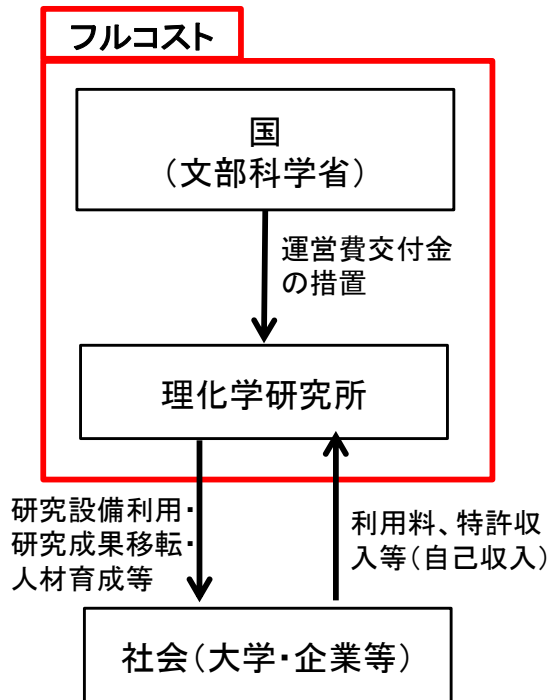 フルコスト
国
（文部科学省）
運営費交付金
の措置
理化学研究所
研究設備利用・
研究成果移転・
人材育成等
利用料、特許収
入等（自己収入）
社会（大学・企業等）